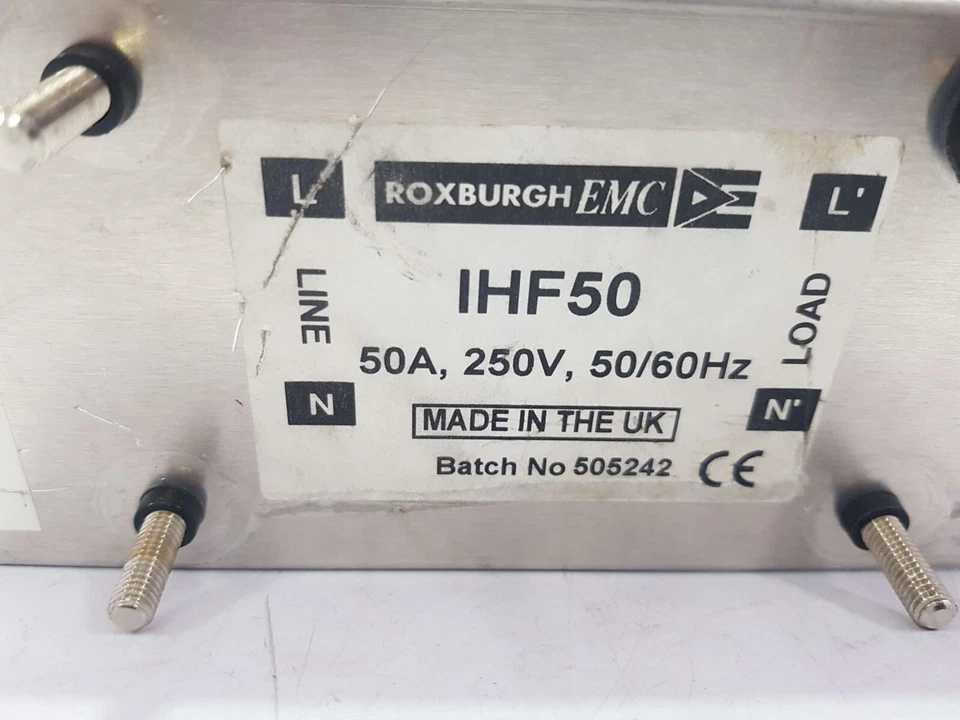 L ROXBURGH EMC L'
LINE
IHF50
LOAD
50A, 250V, 50/60Hz
N
MADE IN THE UK
N'
Batch No 505242 CE